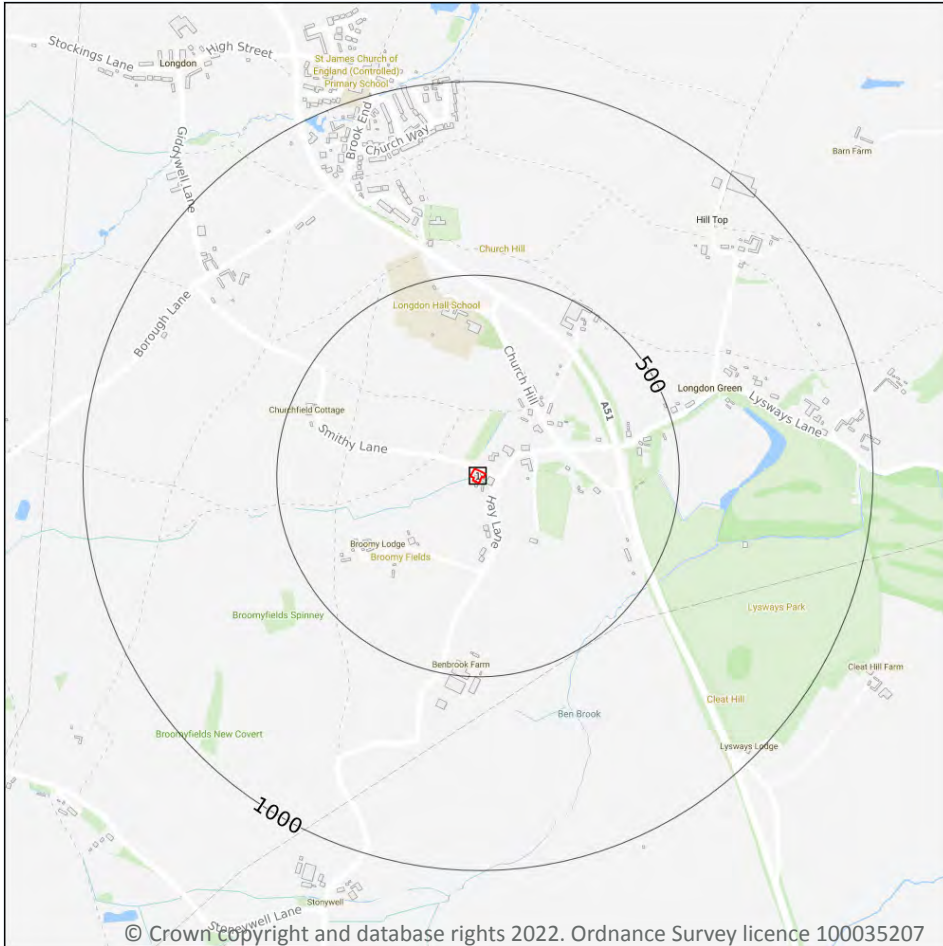 Stockings Lane
High Street
Longdon
St James Church of
England (Controlled)
Primary School
Brook End
Church Way
Giddywell Lane
Barn Farm
Hill Top
Church Hill
Borough Lane
Longdon Hall School
Church Hill
500
A51
Longdon Green
Lysways Lane
Churchfield Cottage
Smithy Lane
Hay Lane
Broomy Lodge
Broomy Fields
Broomyfields Spinney
Lysways Park
Benbrook Farm
Cleat Hill Farm
Cleat Hill
Ben Brook
Broomyfields New Covert
Lysways Lodge
1000
Stonywell
Stoneywell Lane
© Crown copyright and database rights 2022. Ordnance Survey licence 100035207